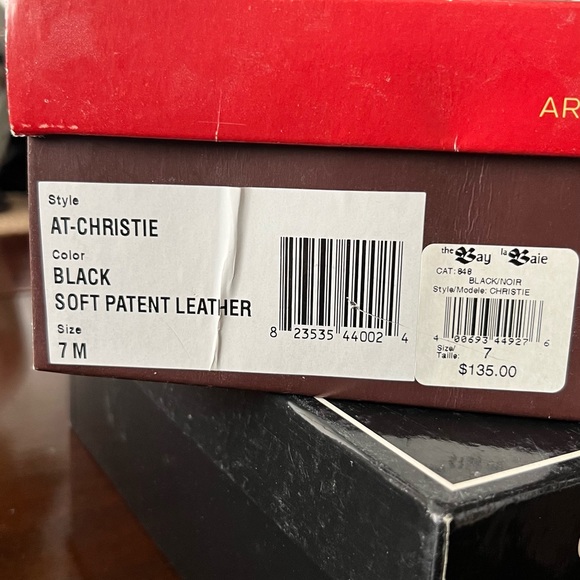 AR
Style
AT-CHRISTIE
Color
BLACK
SOFT PATENT LEATHER
Size
7 M
8 23535 44002 4
the Bay la Baie
CAT: 848
BLACK/NOIR
Style/Modele: CHRISTIE
4 00693 44927 6
Size/
Taille: 7
$135.00